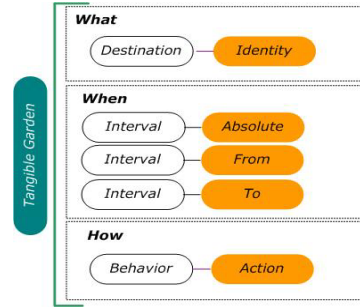 Tangible Garden
What
Destination Identity
When
Interval Absolute
Interval From
Interval To
How
Behavior Action